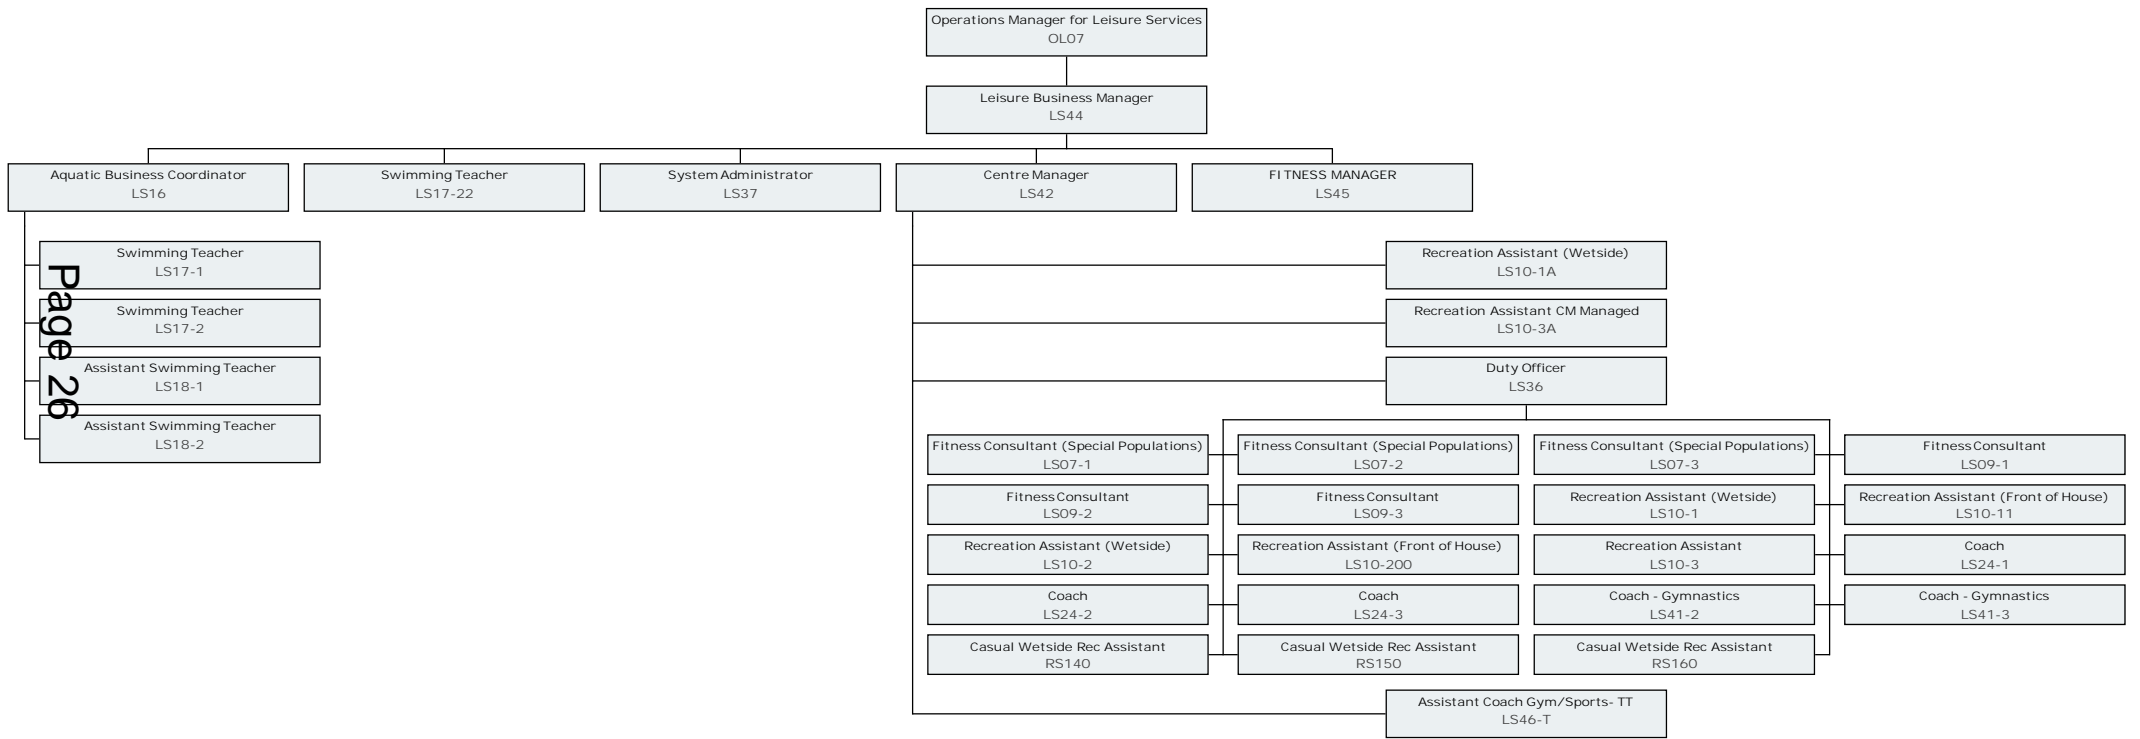 Operations Manager for Leisure Services
OL07
Leisure Business Manager
LS44
Aquatic Business Coordinator
LS16
Swimming Teacher
LS17-22
System Administrator
LS37
Centre Manager
LS42
FITNESS MANAGER
LS45
Swimming Teacher
LS17-1
Swimming Teacher
LS17-2
Assistant Swimming Teacher
LS18-1
Assistant Swimming Teacher
LS18-2
Page 26
Recreation Assistant (Wetside)
LS10-1A
Recreation Assistant CM Managed
LS10-3A
Duty Officer
LS36
Fitness Consultant (Special Populations)
LS07-1
Fitness Consultant (Special Populations)
LS07-2
Fitness Consultant (Special Populations)
LS07-3
Fitness Consultant
LS09-1
Fitness Consultant
LS09-2
Fitness Consultant
LS09-3
Recreation Assistant (Wetside)
LS10-1
Recreation Assistant (Front of House)
LS10-11
Recreation Assistant (Wetside)
LS10-2
Recreation Assistant (Front of House)
LS10-200
Recreation Assistant
LS10-3
Coach
LS24-1
Coach
LS24-2
Coach
LS24-3
Coach - Gymnastics
LS41-2
Coach - Gymnastics
LS41-3
Casual Wetside Rec Assistant
RS140
Casual Wetside Rec Assistant
RS150
Casual Wetside Rec Assistant
RS160
Assistant Coach Gym/Sports- TT
LS46-T